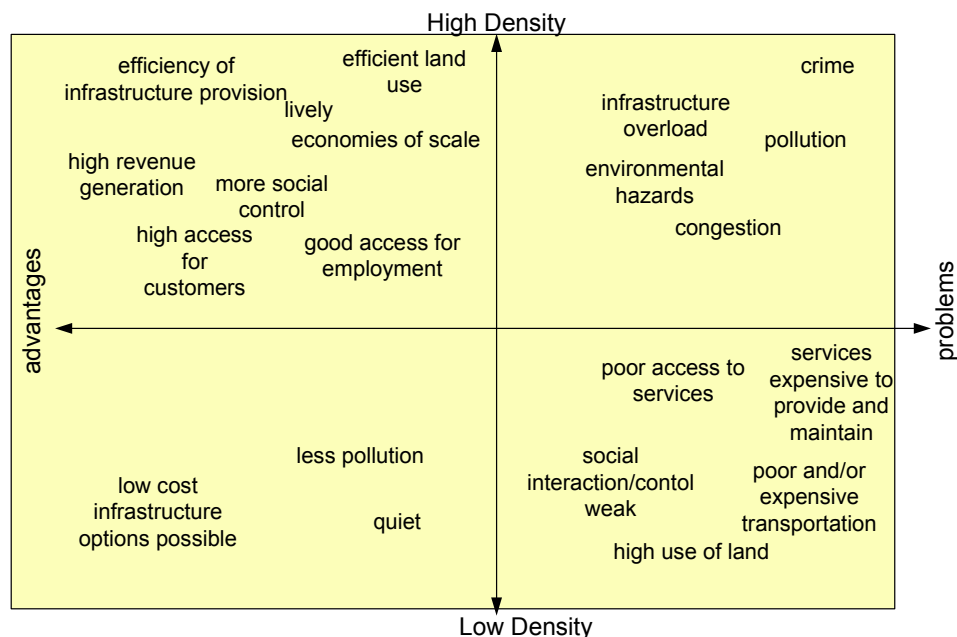 High Density
efficiency of
infrastructure provision
efficient land
use
lively
economies of scale
high revenue
generation
more social
control
high access
for
customers
good access for
employment
crime
infrastructure
overload
pollution
environmental
hazards
congestion
advantages
problems
less pollution
low cost
infrastructure
options possible
quiet
poor access to
services
services
expensive to
provide and
maintain
social
interaction/contol
weak
poor and/or
expensive
transportation
high use of land
Low Density